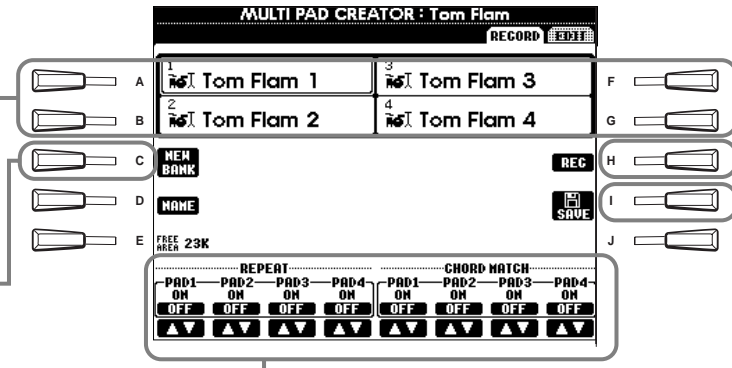 MULTI PAD CREATOR : Tom Flam
RECORD EDIT
1 Tom Flam 1 3 Tom Flam 3
A F
2 Tom Flam 2 4 Tom Flam 4
B G
C NEW BANK REC H
D NAME SAVE I
E FREE AREA 23K J
REPEAT CHORD MATCH
PAD1 PAD2 PAD3 PAD4 PAD1 PAD2 PAD3 PAD4
ON ON ON ON ON ON ON ON
OFF OFF OFF OFF OFF OFF OFF OFF